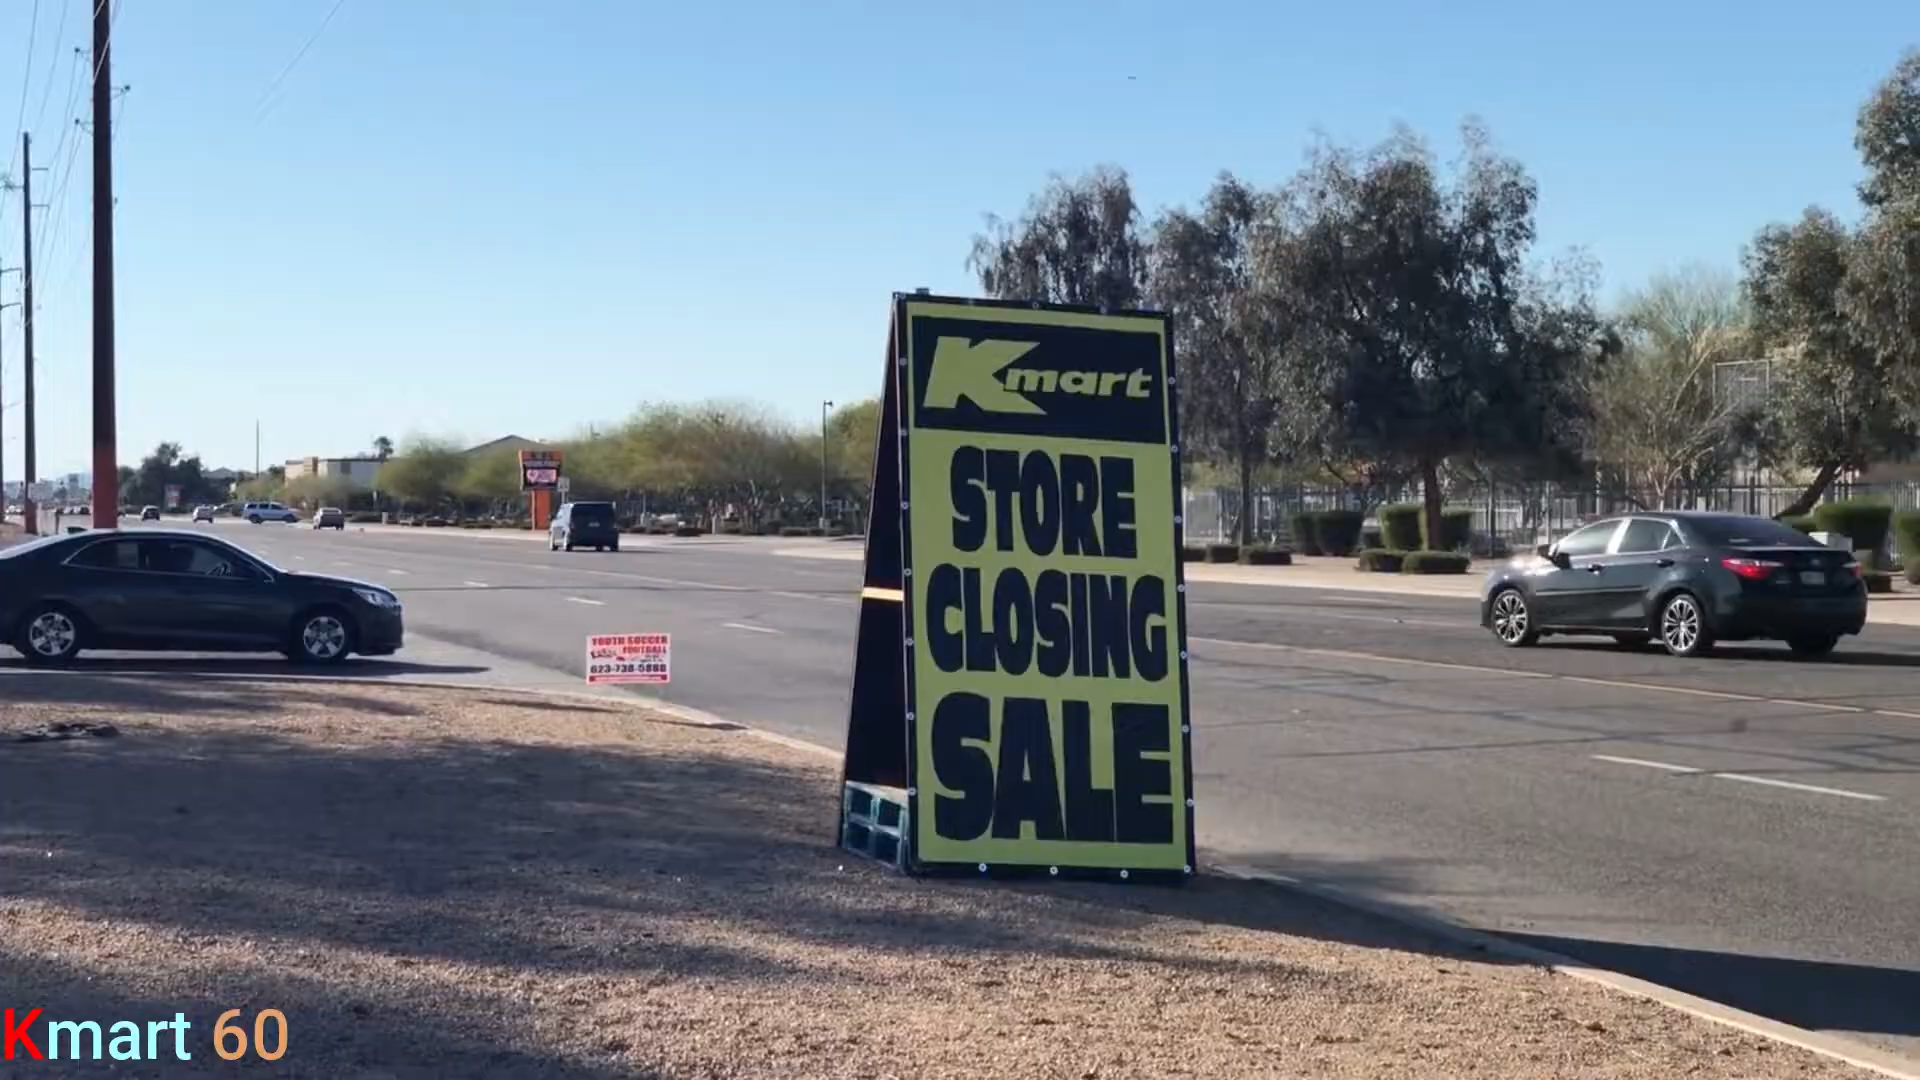 Kmart
STORE
CLOSING
SALE
YOUTH SOCCER
FOOTBALL
623-738-5888
Kmart 60